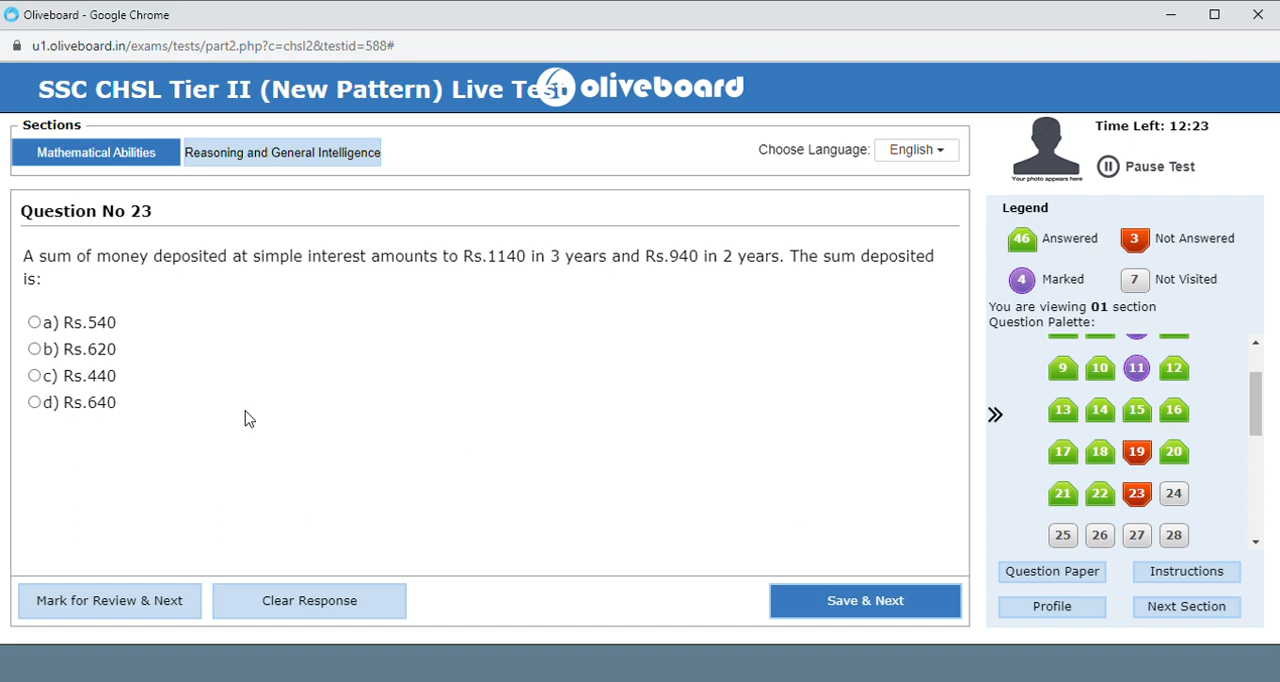 Oliveboard - Google Chrome
u1.oliveboard.in/exams/tests/part2.php?c=chsl2&testid=588#
SSC CHSL Tier II (New Pattern) Live Test
oliveboard
Sections
Mathematical Abilities
Reasoning and General Intelligence
Choose Language:
English
Your photo appears here
Time Left: 12:23
Pause Test
Question No 23
A sum of money deposited at simple interest amounts to Rs.1140 in 3 years and Rs.940 in 2 years. The sum deposited
is:
a) Rs.540
b) Rs.620
c) Rs.440
d) Rs.640
Mark for Review & Next
Clear Response
Save & Next
Legend
46 Answered
3 Not Answered
4 Marked
7 Not Visited
You are viewing 01 section
Question Palette:
9 10 11 12
13 14 15 16
17 18 19 20
21 22 23 24
25 26 27 28
Question Paper
Instructions
Profile
Next Section